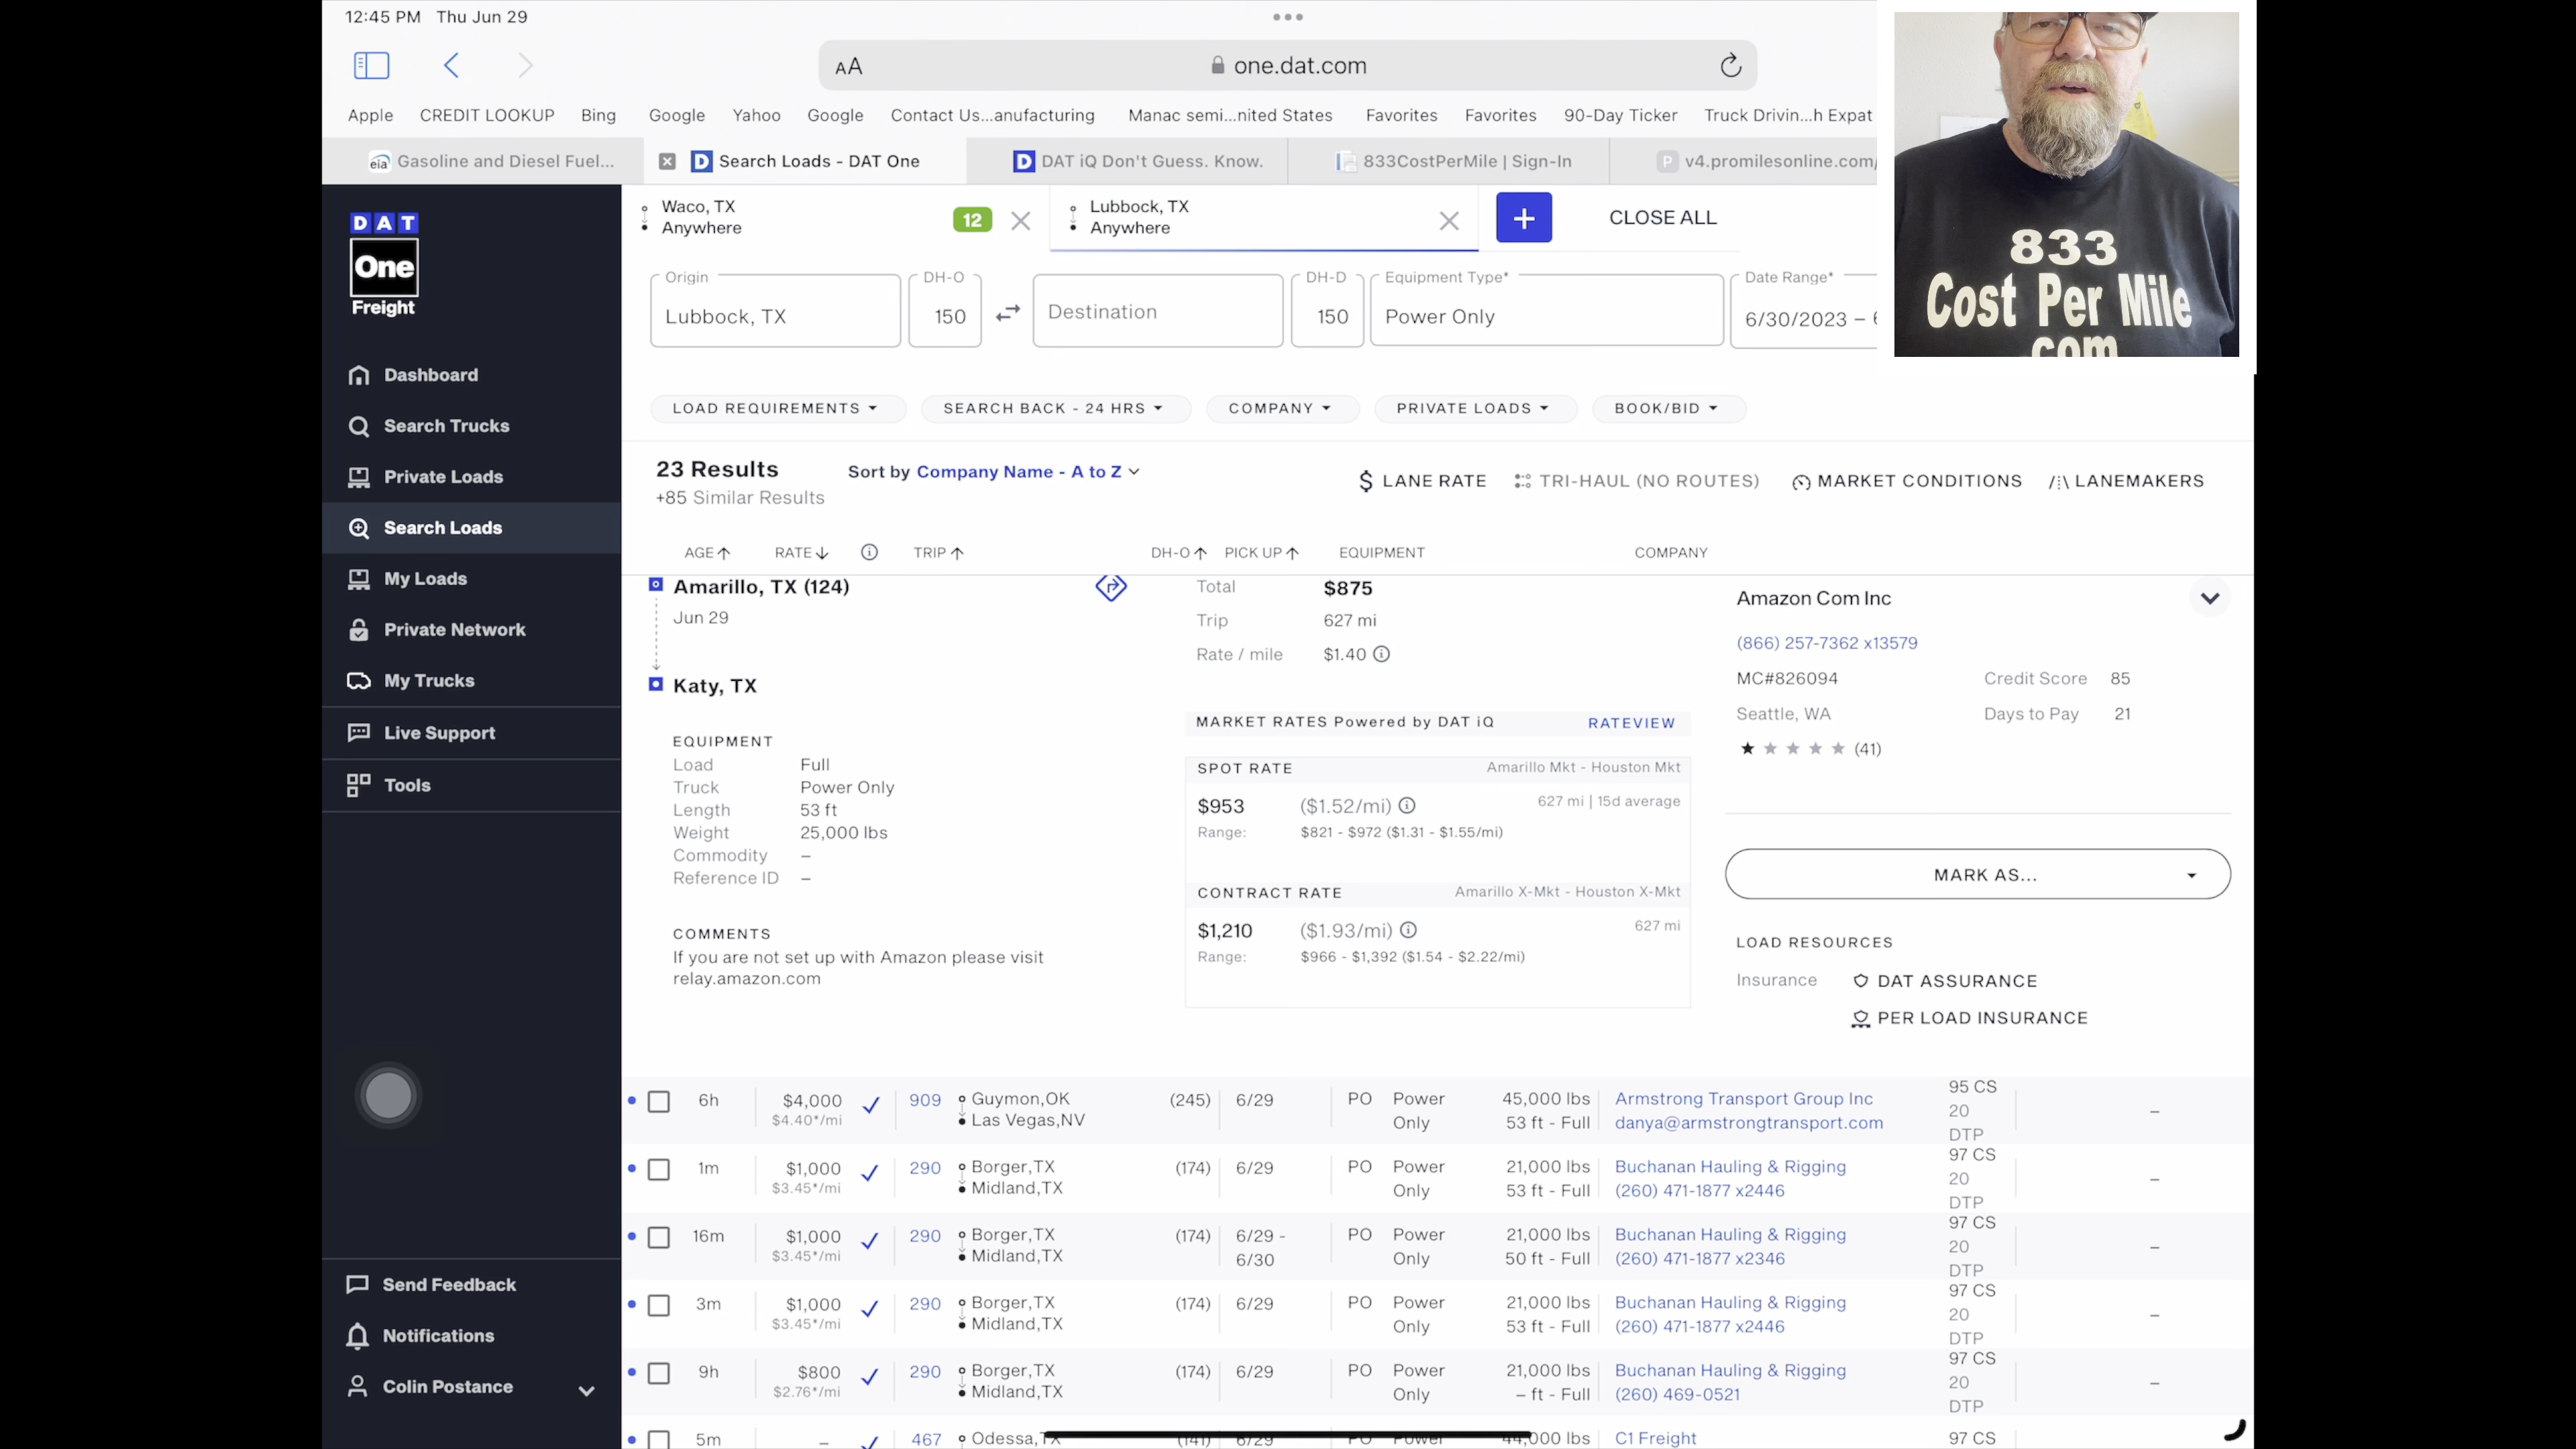 12:45 PM Thu Jun 29
AA
one.dat.com
Apple CREDIT LOOKUP Bing Google Yahoo Google Contact Us...anufacturing Manac semi...nited States Favorites Favorites 90-Day Ticker Truck Drivin...h Expat
eia Gasoline and Diesel Fuel... D Search Loads - DAT One D DAT iQ Don't Guess. Know. 833CostPerMile | Sign-In P v4.promilesonline.com/
833
Cost Per Mile
.com
DAT
One
Freight
Dashboard
Search Trucks
Private Loads
Search Loads
My Loads
Private Network
My Trucks
Live Support
Tools
Send Feedback
Notifications
Colin Postance
Waco, TX
Anywhere
12
Lubbock, TX
Anywhere
+
CLOSE ALL
Origin DH-O DH-D Equipment Type* Date Range*
Lubbock, TX 150 Destination 150 Power Only 6/30/2023 –
LOAD REQUIREMENTS SEARCH BACK - 24 HRS COMPANY PRIVATE LOADS BOOK/BID
23 Results Sort by Company Name - A to Z
+85 Similar Results
$ LANE RATE TRI-HAUL (NO ROUTES) MARKET CONDITIONS LANEMAKERS
AGE RATE TRIP DH-O PICK UP EQUIPMENT COMPANY
Amarillo, TX (124)
Jun 29
Katy, TX
Total $875
Trip 627 mi
Rate / mile $1.40
EQUIPMENT
Load Full
Truck Power Only
Length 53 ft
Weight 25,000 lbs
Commodity –
Reference ID –
COMMENTS
If you are not set up with Amazon please visit
relay.amazon.com
MARKET RATES Powered by DAT iQ RATEVIEW
SPOT RATE Amarillo Mkt - Houston Mkt
$953 ($1.52/mi) 627 mi | 15d average
Range: $821 - $972 ($1.31 - $1.55/mi)
CONTRACT RATE Amarillo X-Mkt - Houston X-Mkt
$1,210 ($1.93/mi) 627 mi
Range: $966 - $1,392 ($1.54 - $2.22/mi)
Amazon Com Inc
(866) 257-7362 x13579
MC#826094 Credit Score 85
Seattle, WA Days to Pay 21
(41)
MARK AS...
LOAD RESOURCES
Insurance DAT ASSURANCE
PER LOAD INSURANCE
6h $4,000 909 Guymon,OK (245) 6/29 PO Power 45,000 lbs Armstrong Transport Group Inc 95 CS
$4.40*/mi Las Vegas,NV Only 53 ft - Full danya@armstrongtransport.com 20 DTP –
1m $1,000 290 Borger,TX (174) 6/29 PO Power 21,000 lbs Buchanan Hauling & Rigging 97 CS
$3.45*/mi Midland,TX Only 53 ft - Full (260) 471-1877 x2446 20 DTP –
16m $1,000 290 Borger,TX (174) 6/29 - PO Power 21,000 lbs Buchanan Hauling & Rigging 97 CS
$3.45*/mi Midland,TX 6/30 Only 50 ft - Full (260) 471-1877 x2346 20 DTP –
3m $1,000 290 Borger,TX (174) 6/29 PO Power 21,000 lbs Buchanan Hauling & Rigging 97 CS
$3.45*/mi Midland,TX Only 53 ft - Full (260) 471-1877 x2446 20 DTP –
9h $800 290 Borger,TX (174) 6/29 PO Power 21,000 lbs Buchanan Hauling & Rigging 97 CS
$2.76*/mi Midland,TX Only – ft - Full (260) 469-0521 20 DTP –
5m – 467 Odessa,TX (141) 6/29 PO Power 44,000 lbs C1 Freight 97 CS